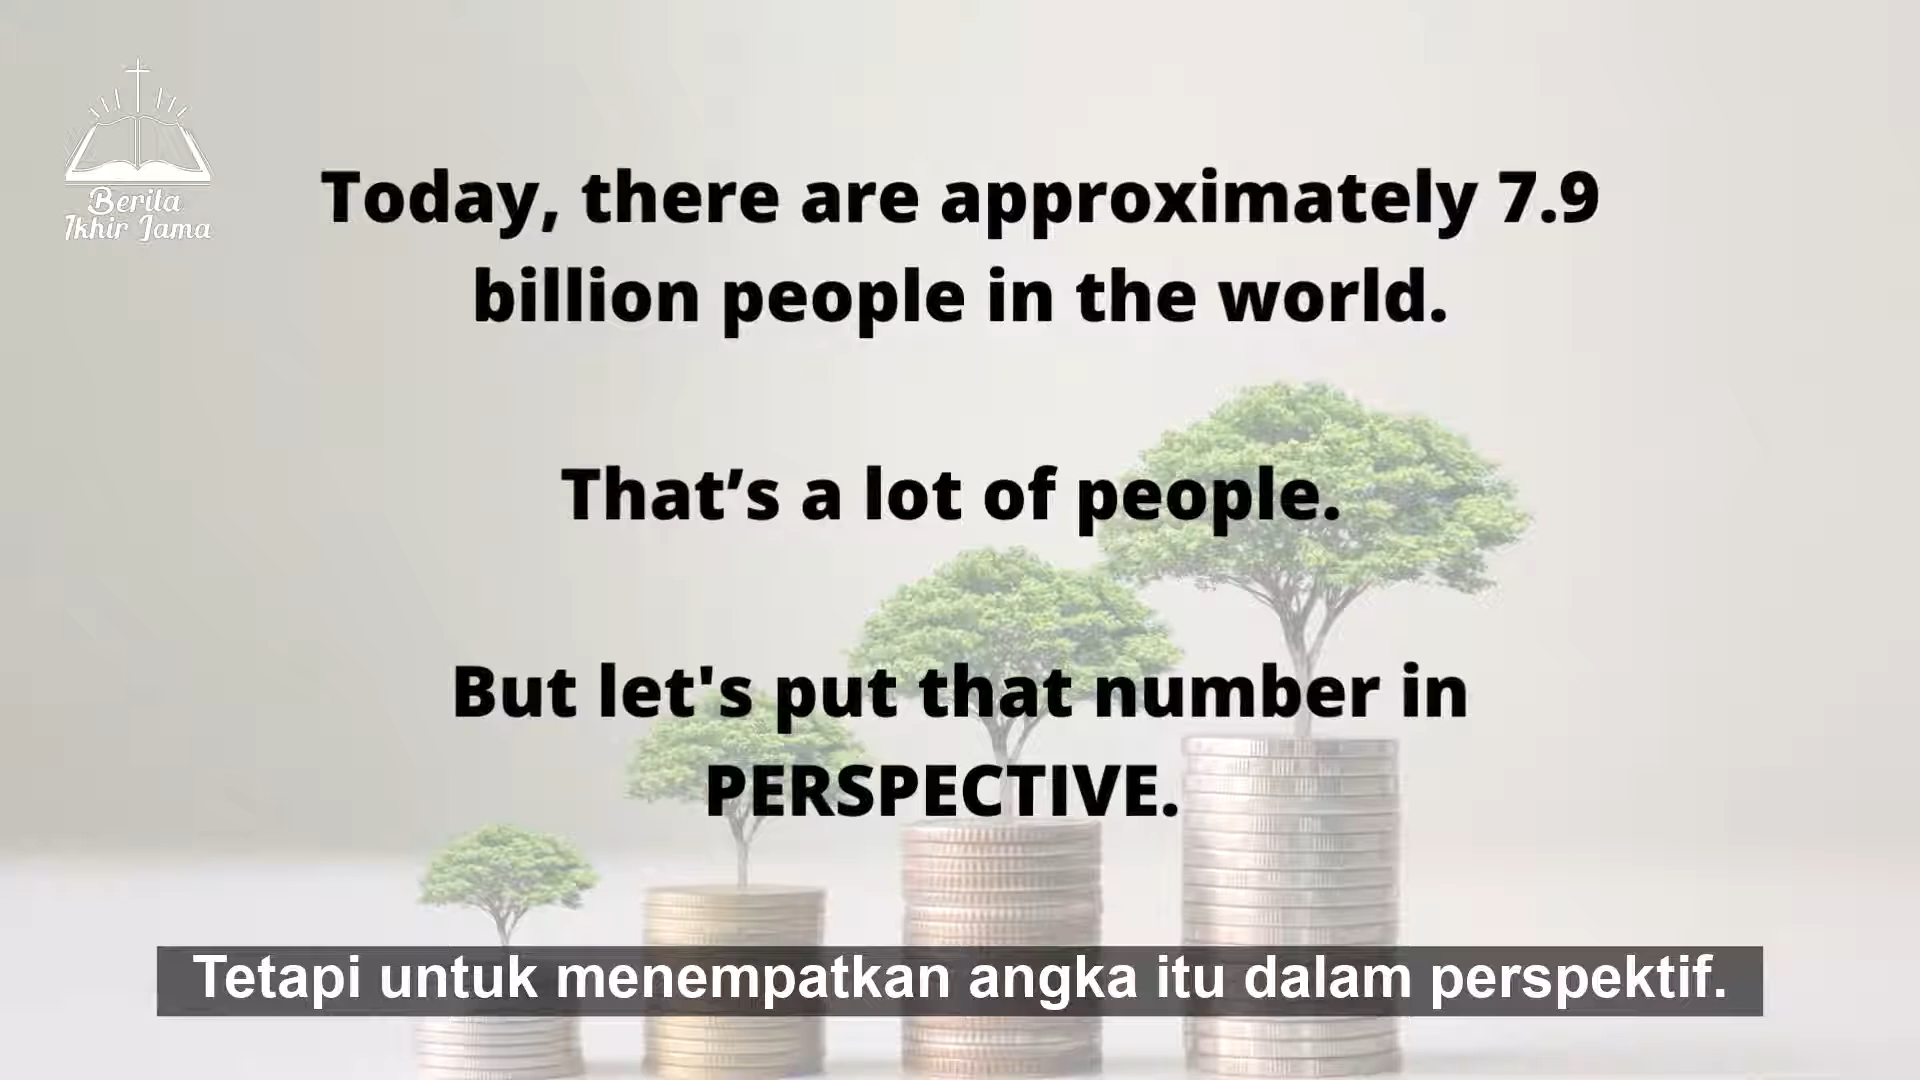 Berita
Ikhir Jama
Today, there are approximately 7.9
billion people in the world.
That’s a lot of people.
But let's put that number in
PERSPECTIVE.
Tetapi untuk menempatkan angka itu dalam perspektif.